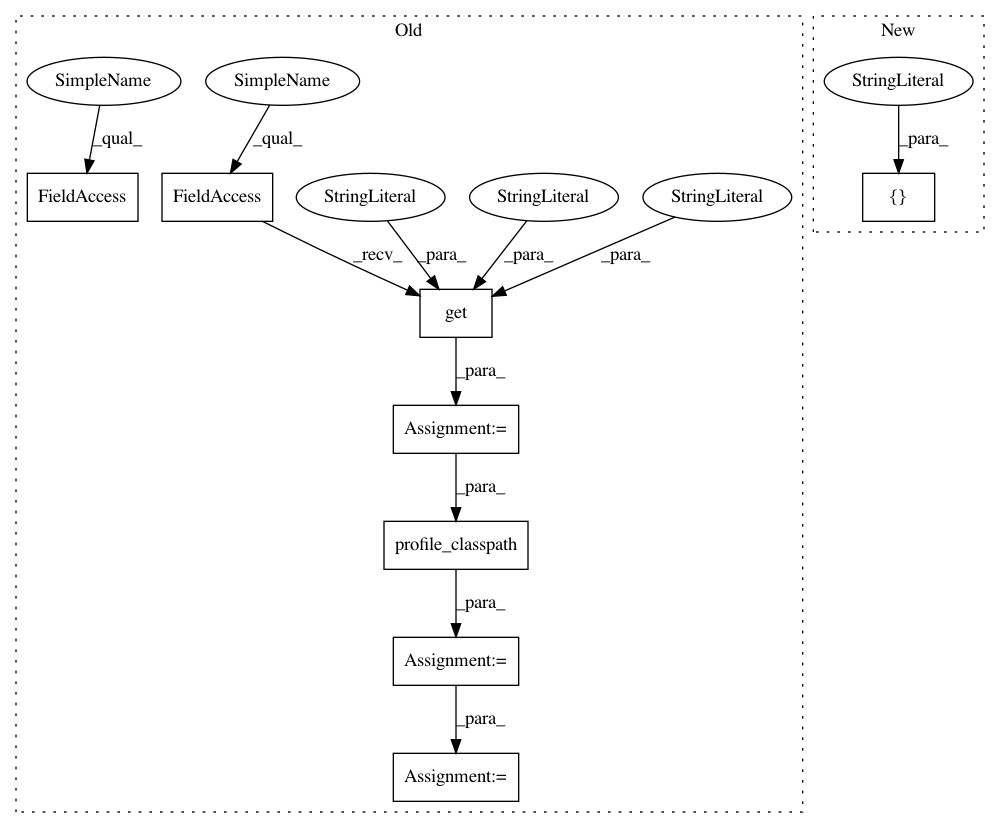 Old
New
SimpleName
SimpleName
StringLiteral
_qual_
_qual_
_para_
FieldAccess
FieldAccess
StringLiteral
StringLiteral
StringLiteral
{}
_recv_
_para_
_para_
_para_
get
_para_
Assignment:=
_para_
profile_classpath
_para_
Assignment:=
_para_
Assignment:=